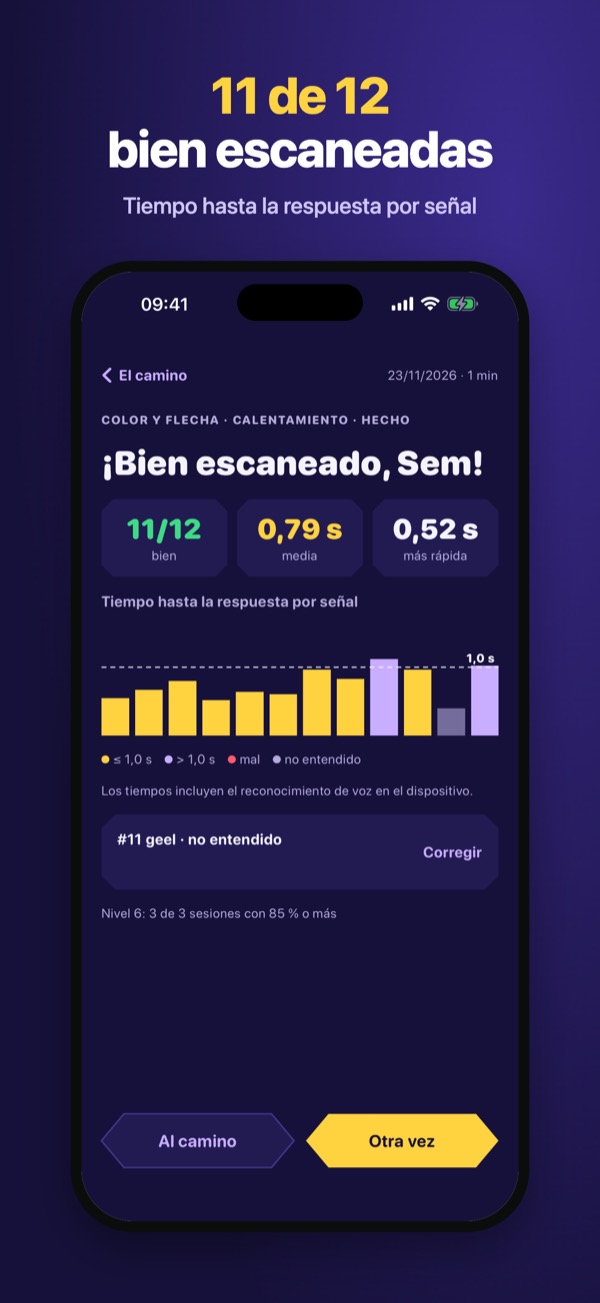 11 de 12
bien escaneadas
Tiempo hasta la respuesta por señal
09:41
El camino
23/11/2026 · 1 min
COLOR Y FLECHA · CALENTAMIENTO · HECHO
¡Bien escaneado, Sem!
11/12
bien
0,79 s
media
0,52 s
más rápida
Tiempo hasta la respuesta por señal
1,0 s
≤ 1,0 s
> 1,0 s
mal
no entendido
Los tiempos incluyen el reconocimiento de voz en el dispositivo.
#11 geel · no entendido
Corregir
Nivel 6: 3 de 3 sesiones con 85 % o más
Al camino
Otra vez